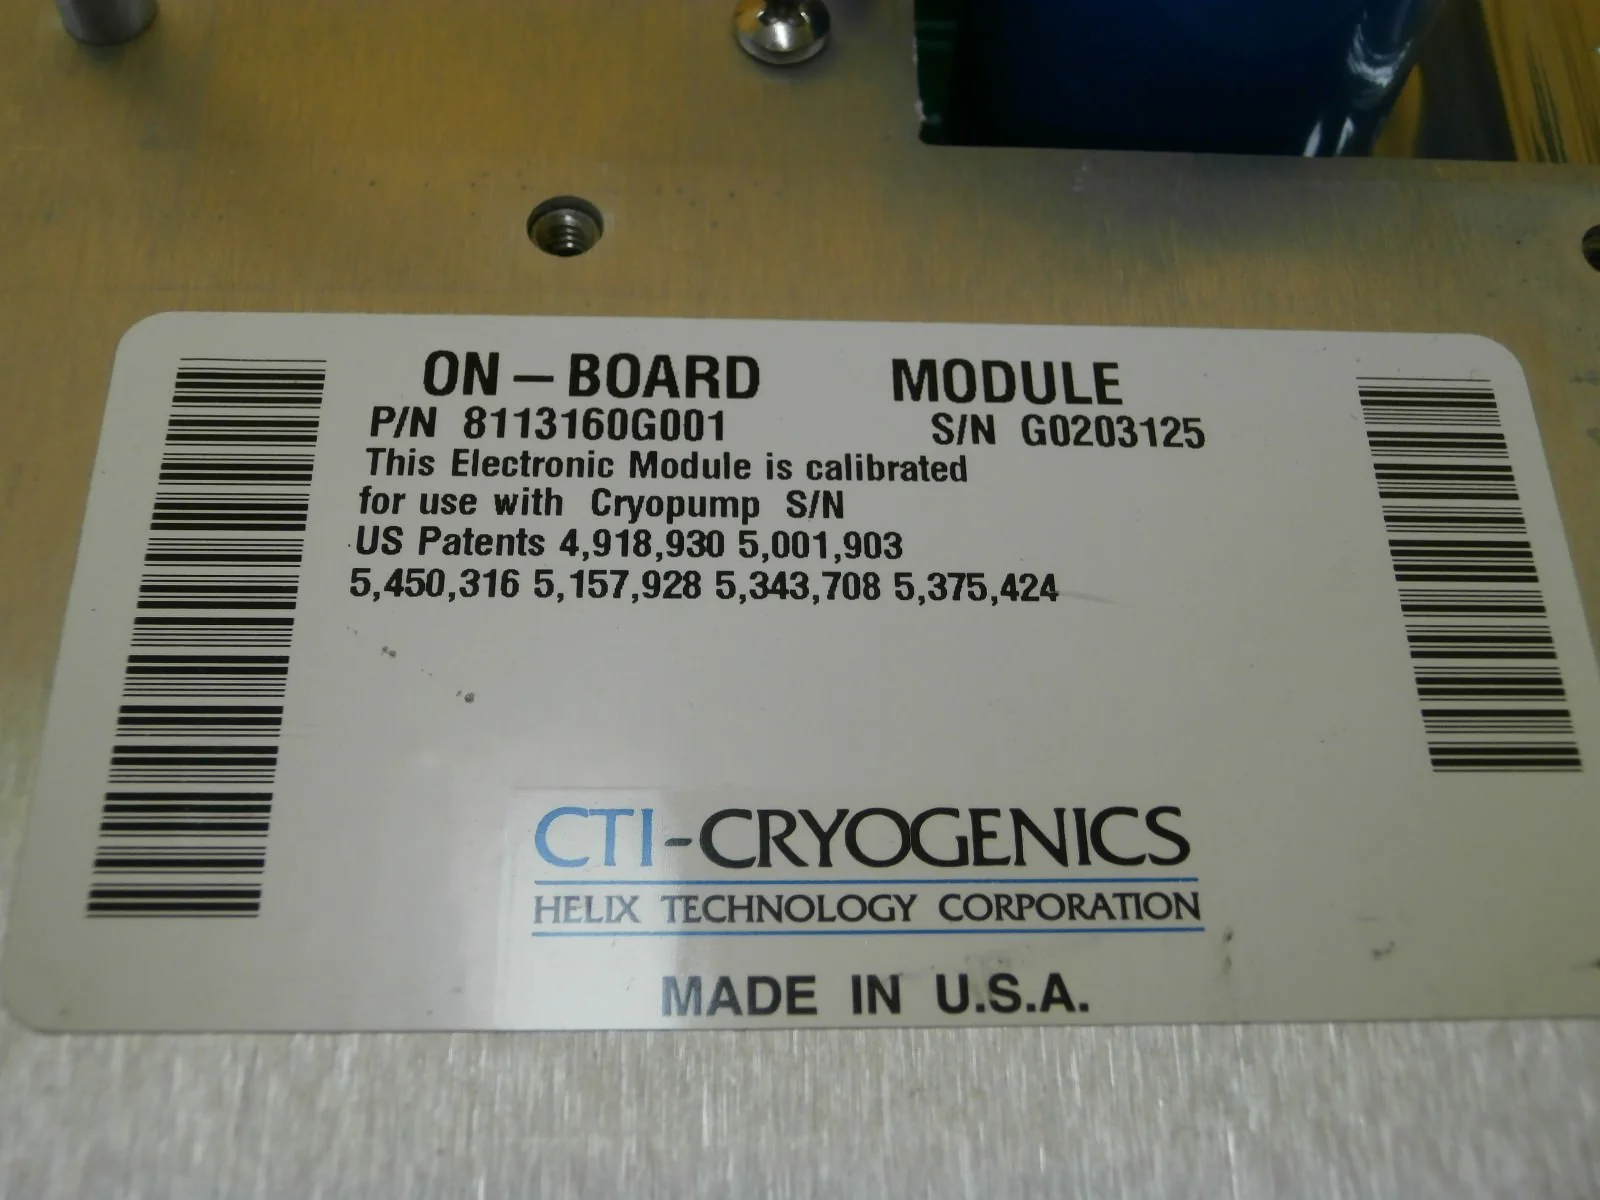 ON-BOARD MODULE
P/N 8113160G001 S/N G0203125
This Electronic Module is calibrated
for use with Cryopump S/N
US Patents 4,918,930 5,001,903
5,450,316 5,157,928 5,343,708 5,375,424
CTI-CRYOGENICS
HELIX TECHNOLOGY CORPORATION
MADE IN U.S.A.